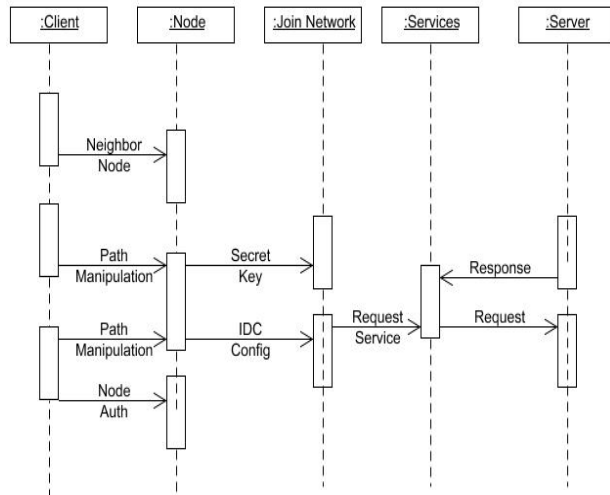 :Client
:Node
:Join Network
:Services
:Server
Neighbor
Node
Path
Manipulation
Secret
Key
Response
Path
Manipulation
IDC
Config
Request
Service
Request
Node
Auth